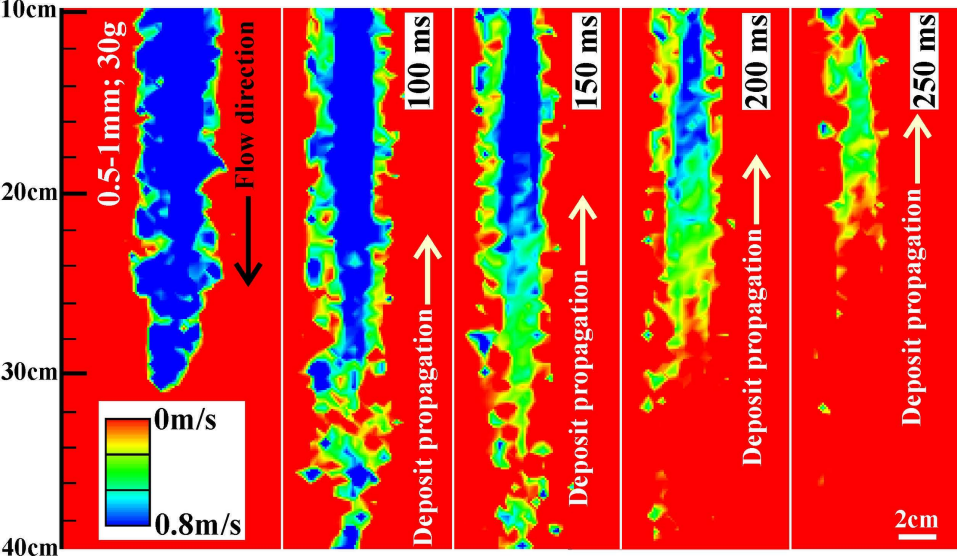 10cm
20cm
30cm
40cm
0.5-1mm; 30g
Flow direction
0m/s
0.8m/s
100 ms
Deposit propagation
150 ms
Deposit propagation
200 ms
Deposit propagation
250 ms
Deposit propagation
2cm